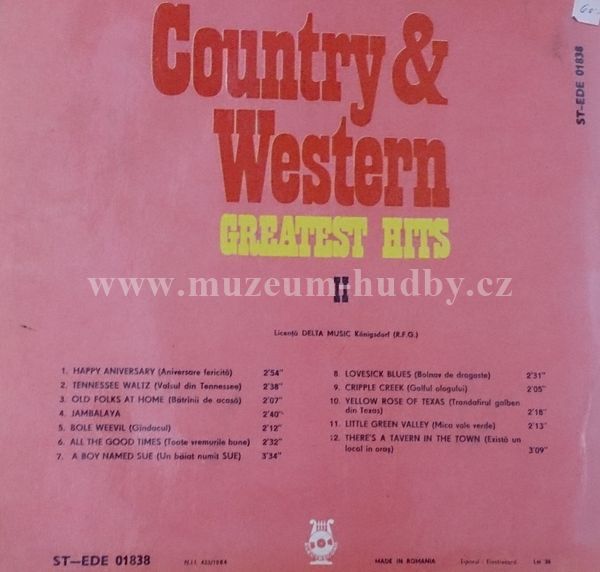 Country &
Western
GREATEST HITS
II
ST-EDE 01838
www.muzeum-hudby.cz
Licență DELTA MUSIC Königsdorf (R.F.G.)
1. HAPPY ANIVERSARY (Aniversare fericită) 2'54"
2. TENNESSEE WALTZ (Valsul din Tennessee) 2'38"
3. OLD FOLKS AT HOME (Bătrînii de acasă) 2'07"
4. JAMBALAYA 2'40"
5. BOLE WEEVIL (Gîndacul) 2'12"
6. ALL THE GOOD TIMES (Toate vremurile bune) 2'32"
7. A BOY NAMED SUE (Un băiat numit SUE) 3'34"
8. LOVESICK BLUES (Bolnav de dragoste) 2'31"
9. CRIPPLE CREEK (Golful ologului) 2'05"
10. YELLOW ROSE OF TEXAS (Trandafirul galben
din Texas) 2'18"
11. LITTLE GREEN VALLEY (Mica vale verde) 2'13"
12. THERE'S A TAVERN IN THE TOWN (Există un
local in oraș) 3'09"
ST-EDE 01838
MADE IN ROMANIA
Lei